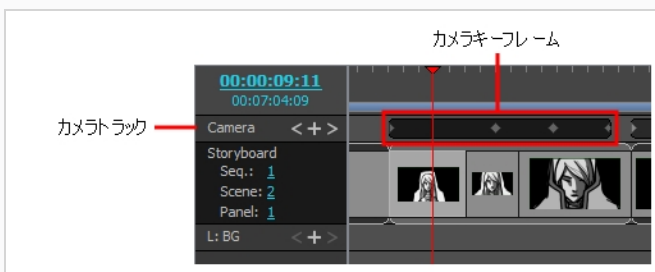 カメラキーフレーム
00:00:09:11
00:07:04:09
カメラトラック
Camera <+>
Storyboard
Seq.: 1
Scene: 2
Panel: 1
L: BG <+>